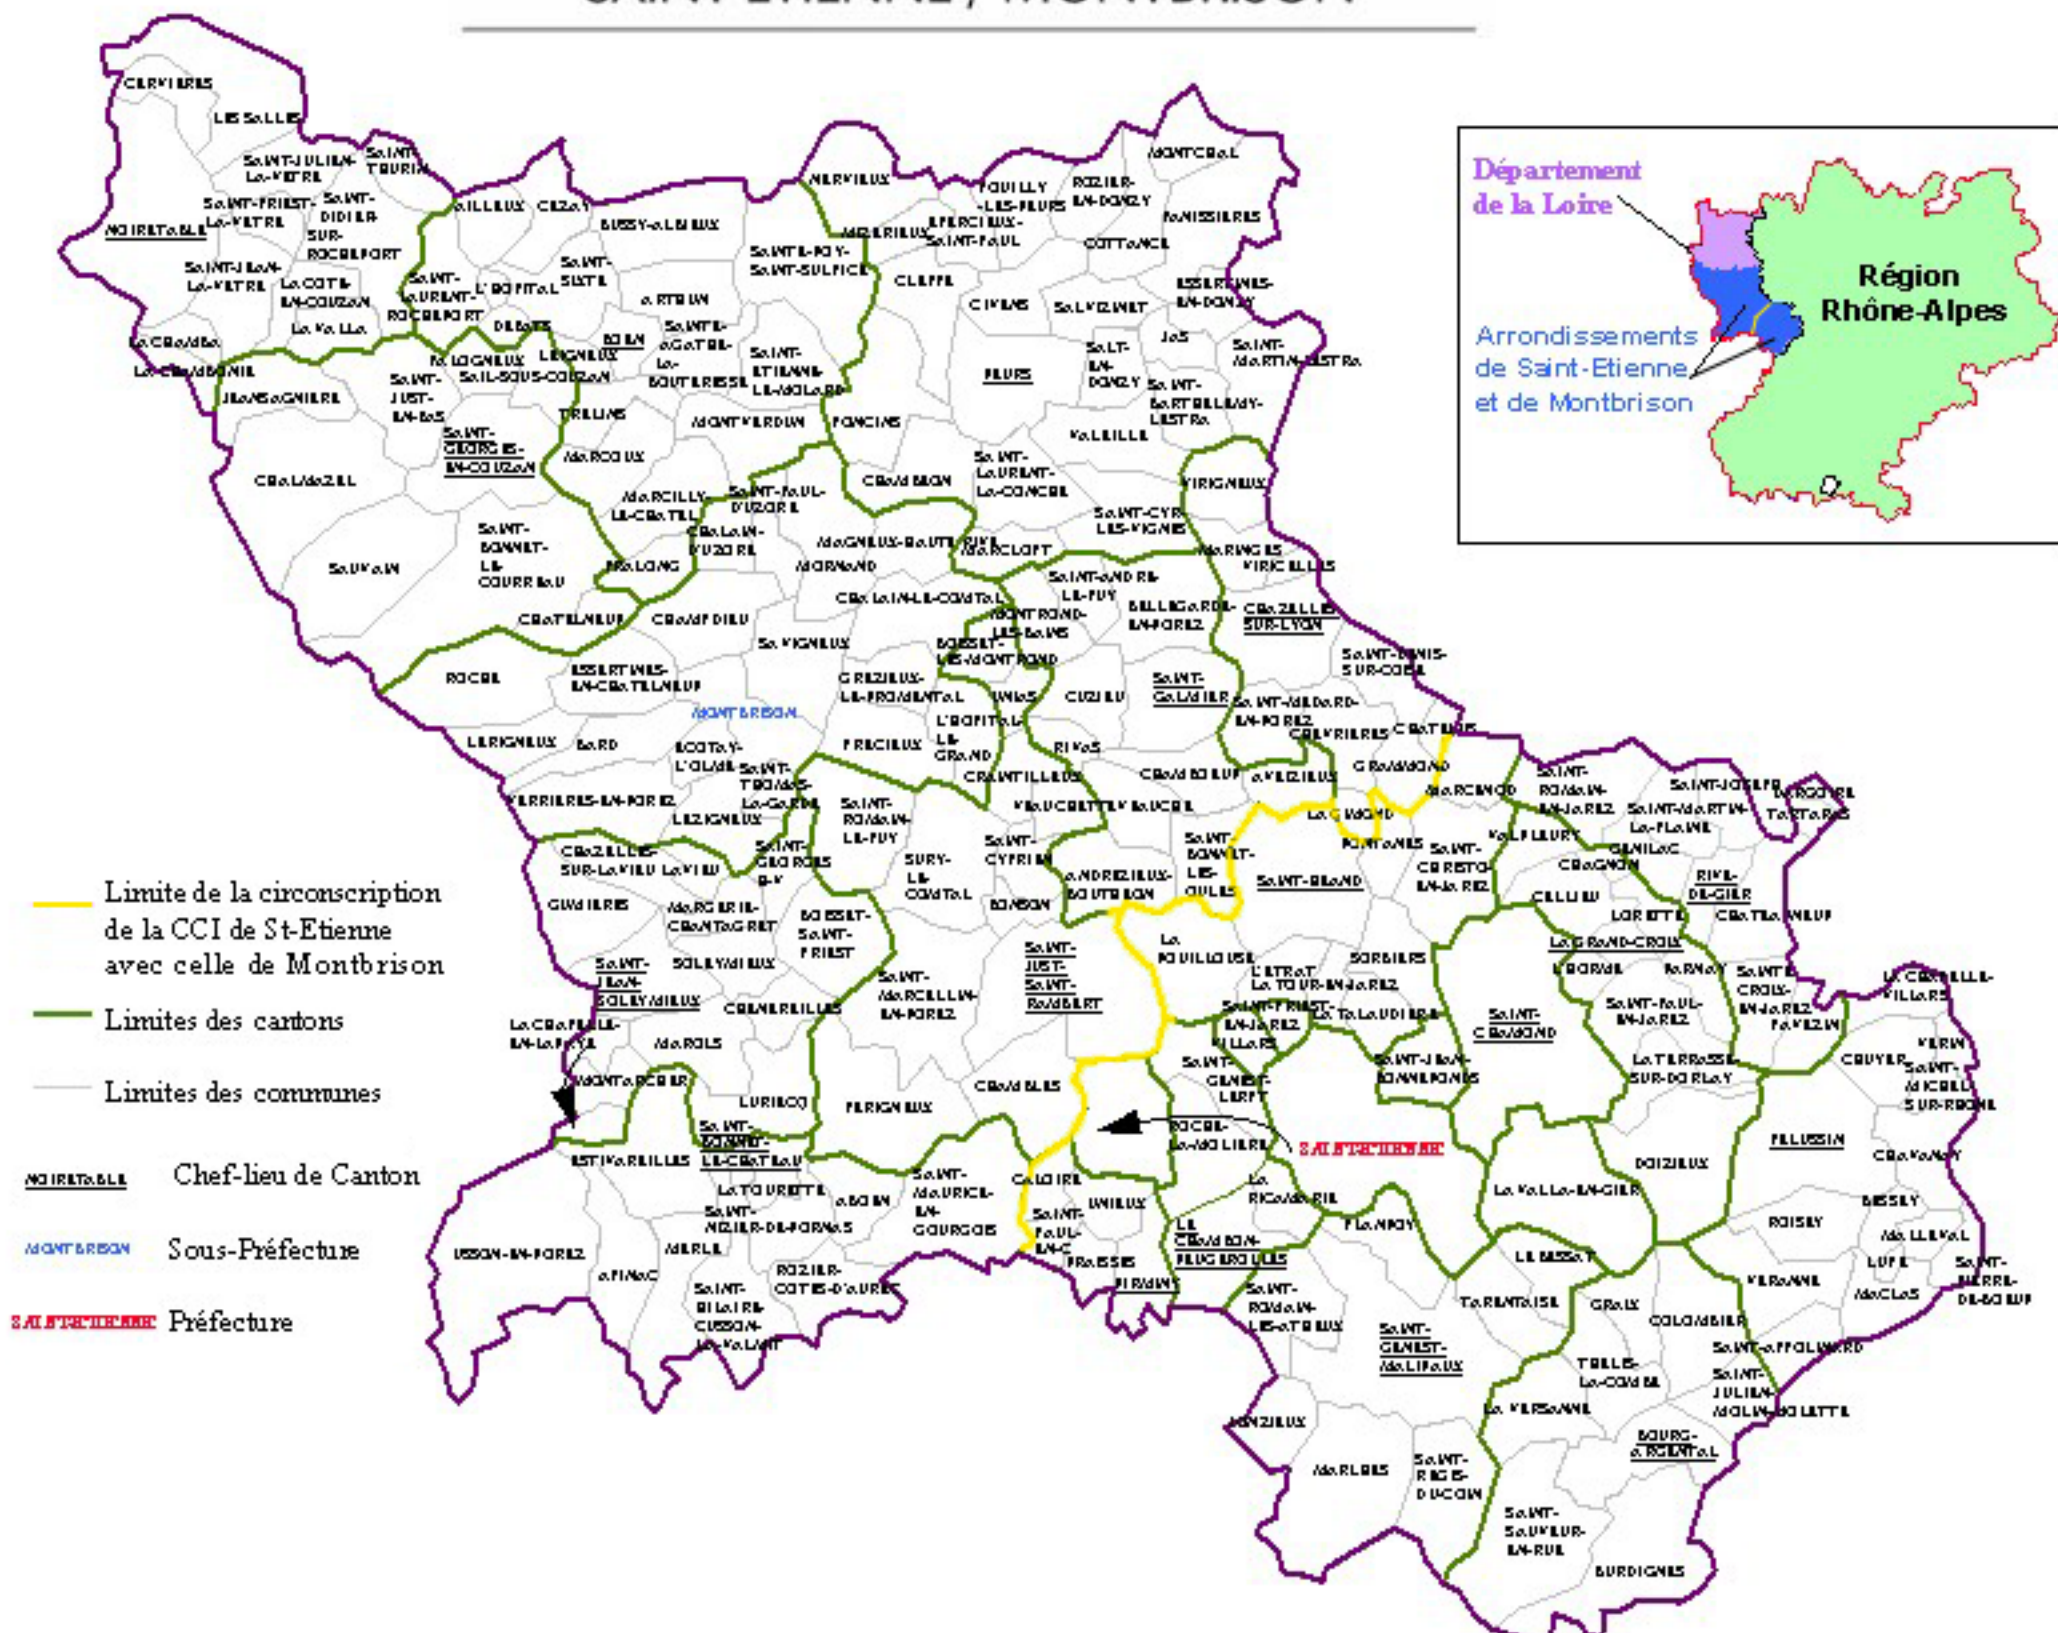 SAINT-ETIENNE / MONTBRISON
CERVIERES
LES SALLES
SAINT-JULIEN-
LA-VETRE
SAINT-
THURIN
SAINT-PRIEST-
LA-VETRE
SAINT-
DIDIER-
SUR-
ROCHEFORT
NOIRETABLE
SAINT-JEAN-
LA-VETRE
LA COTE-
EN-COUZAN
LA VALLA
LA CHAMBA
LA CHAMBONIE
AILLEUX
CEZAY
BUSSY-ALBIEUX
NERVIEUX
MIZERIEUX
SAINTE-FOY-
SAINT-SULPICE
SAINT-
LAURENT-
ROCHEFORT
L'HOPITAL
SAINT-
SIXTE
ARTHUN
DEBATS
BOEN
LEIGNEUX
PALOGNEUX
SAIL-SOUS-COUZAN
SAINTE-
AGATHE-
LA-
BOUTERESSE
SAINT-
ETIENNE-
LE-MOLARD
POUILLY
-LES-FEURS
EPERCIEUX-
SAINT-PAUL
ROZIER-
EN-DONZY
MONTCHAL
PANISSIERES
COTTANCE
CLEPPE
CIVENS
SALVIZINET
ESSERTINES-
EN-DONZY
JAS
SAINT-
MARTIN-LESTRA
FEURS
SALT-
EN-
DONZY
SAINT-
BARTHELEMY-
LESTRA
VALEILLE
JEANSAGNIERE
SAINT-
JUST-
EN-BAS
SAINT-
GEORGES-
EN-COUZAN
TRELINS
MARCOUX
MONTVERDUN
PONCINS
CHALMAZEL
MARCILLY-
LE-CHATEL
SAINT-PAUL-
D'UZORE
CHALAIN-
D'UZORE
CHAMBEON
SAINT-
LAURENT-
LA-CONCHE
SAINT-CYR-
LES-VIGNES
VIRIGNEUX
SAUVAIN
SAINT-
BONNET-
LE-
COURREAU
PRALONG
MAGNEUX-HAUTE-RIVE
MARCLOPT
MORNAND
MARINGES
VIRICELLES
CHATELNEUF
CHAMPDIEU
CHALAIN-LE-COMTAL
SAINT-ANDRE-
LE-PUY
MONTROND-
LES-BAINS
BELLEGARDE-
EN-FOREZ
CHAZELLES
SUR-LYON
SAVIGNEUX
BOISSET-
LES-MONTROND
ROCHE
ESSERTINES-
EN-CHATELNEUF
GREZIEUX-
LE-FROMENTAL
UNIAS
CUZIEU
SAINT-
GALMIER
SAINT-DENIS-
SUR-COISE
MONTBRISON
L'HOPITAL-
LE-
GRAND
SAINT-MEDARD-
EN-FOREZ
CHEVRIERES
CHATELUS
LERIGNEUX
BARD
ECOTAY-
L'OLME
PRECIEUX
RIVAS
GRAMMOND
VERRIERES-EN-FOREZ
SAINT-
THOMAS-
LA-GARDE
LEZIGNEUX
CRAINTILLEUX
CHAMBOEUF
AVEIZIEUX
MARCENOD
SAINT-
ROMAIN-
LE-PUY
VEAUCHETTE
VEAUCHE
LA GIMOND
FONTANES
SAINT-
ROMAIN-
EN-JAREZ
SAINT-JOSEPH
SAINT-MARTIN-
LA-PLAINE
DARGOIRE
TARTARAS
CHAZELLES-
SUR-LAVIEU
LAVIEU
SAINT-
GEORGES
H-V
SURY-
LE-
COMTAL
SAINT-
CYPRIEN
ANDREZIEUX-
BOUTHEON
SAINT-
BONNET-
LES-
OULES
SAINT-HEAND
SAINT-
CHRISTO-
EN-JAREZ
VALFLEURY
GENILAC
CHAGNON
CELLIEU
RIVE-
DE-GIER
GUMIERES
MARGERIE-
CHANTAGRET
BOISSET-
SAINT-
PRIEST
BONSON
LORETTE
CHATEAUNEUF
SOLEYMIEUX
SAINT-
JEAN-
SOLEYMIEUX
CHENEREILLES
SAINT-
MARCELLIN-
EN-FOREZ
SAINT-
JUST-
SAINT-
RAMBERT
LA
FOUILLOUSE
L'ETRAT
LA TOUR-EN-JAREZ
SORBIERS
LA GRAND-CROIX
L'HORME
FARNAY
SAINTE
CROIX-
EN-JAREZ
SAINT-PAUL-
EN-JAREZ
PAVEZIN
LA CHAPELLE-
VILLARS
LA CHAPELLE-
EN-LAFAYE
MAROLS
SAINT-PRIEST-
EN-JAREZ
VILLARS
LA TALAUDIERE
SAINT-
CHAMOND
SAINT-JEAN-
BONNEFONDS
LA TERRASSE-
SUR-DORLAY
CHUYER
VERIN
SAINT-
MICHEL-
SUR-RHONE
MONTARCHER
LURIECQ
PERIGNEUX
CHAMBLES
SAINT-
GENEST-
LERPT
ROCHE-
LA-MOLIERE
SAINT-ETIENNE
PELUSSIN
CHAVANAY
ESTIVAREILLES
SAINT-
BONNET-
LE-CHATEAU
LA TOURETTE
ABOEN
SAINT-
MAURICE-
EN-
GOURGOIS
CALOIRE
UNIEUX
SAINT-
PAUL-
EN-C
FRAISSES
FIRMINY
LE
CHAMBON-
FEUGEROLLES
LA
RICAMARIE
PLANFOY
LA VALLA-EN-GIER
DOIZIEUX
ROISEY
BESSEY
MALLEVAL
USSON-EN-FOREZ
APINAC
MERLE
SAINT-
NIZIER-DE-FORNAS
ROZIER-
COTES-D'AUREC
SAINT-
HILAIRE-
CUSSON-
LA-VALMITTE
LE BESSAT
TARENTAISE
GRAIX
COLOMBIER
VERANNE
LUPE
MACLAS
SAINT-
PIERRE-
DE-BOEUF
SAINT-
ROMAIN-
LES-ATHEUX
SAINT-
GENEST-
MALIFAUX
THELIS-
LA-COMBE
SAINT-APPOLINARD
SAINT-
JULIEN-
MOLIN-MOLETTE
JONZIEUX
MARLHES
SAINT-
REGIS-
DU-COIN
LA VERSANNE
BOURG-
ARGENTAL
SAINT-
SAUVEUR-
EN-RUE
BURDIGNES
Département
de la Loire
Région
Rhône-Alpes
Arrondissements
de Saint-Etienne
et de Montbrison
Limite de la circonscription
de la CCI de St-Etienne
avec celle de Montbrison
Limites des cantons
Limites des communes
NOIRETABLE Chef-lieu de Canton
MONTBRISON Sous-Préfecture
SAINT-ETIENNE Préfecture